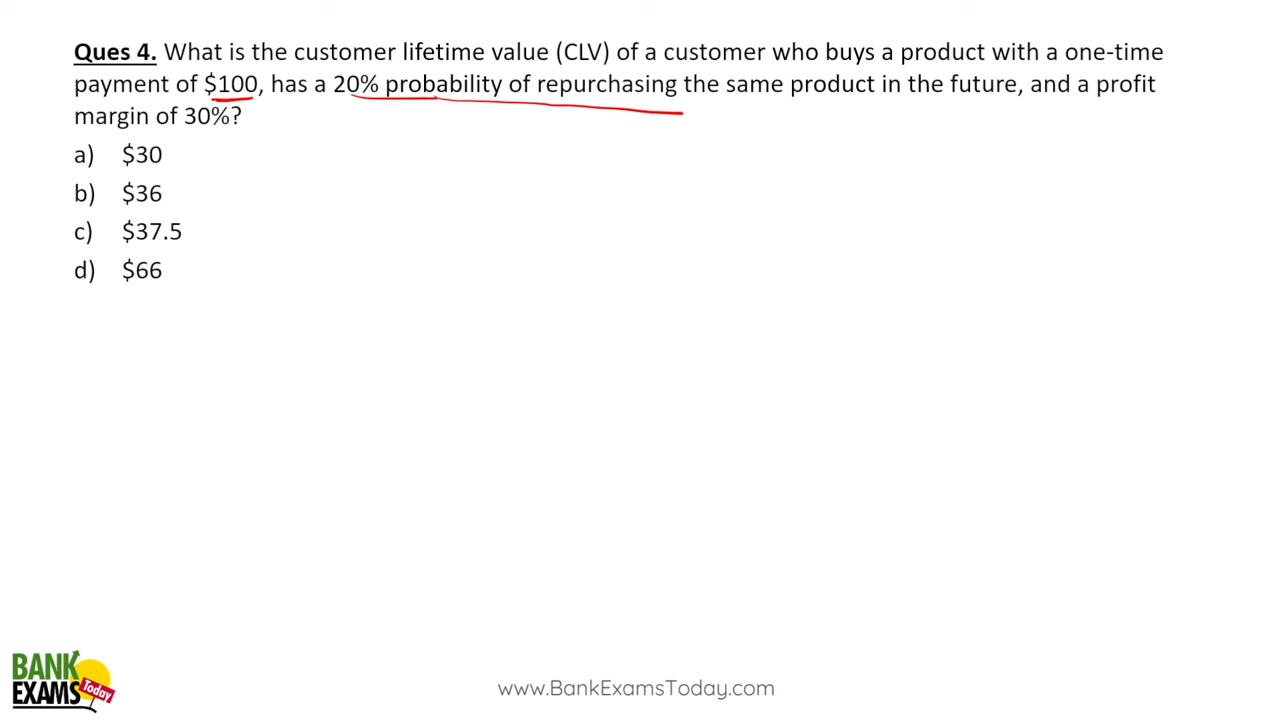 Ques 4. What is the customer lifetime value (CLV) of a customer who buys a product with a one-time
payment of $100, has a 20% probability of repurchasing the same product in the future, and a profit
margin of 30%?
a) $30
b) $36
c) $37.5
d) $66
BANK
EXAMS
Today
www.BankExamsToday.com